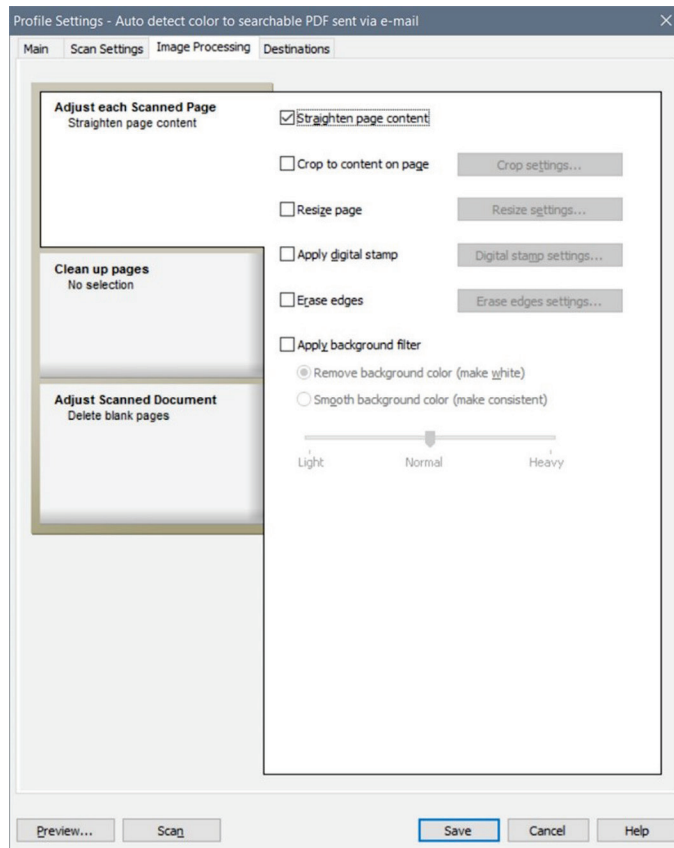 Profile Settings - Auto detect color to searchable PDF sent via e-mail
Main Scan Settings Image Processing Destinations
Adjust each Scanned Page
Straighten page content
Clean up pages
No selection
Adjust Scanned Document
Delete blank pages
Straighten page content
Crop to content on page Crop settings...
Resize page Resize settings...
Apply digital stamp Digital stamp settings...
Erase edges Erase edges settings...
Apply background filter
Remove background color (make white)
Smooth background color (make consistent)
Light Normal Heavy
Preview... Scan Save Cancel Help